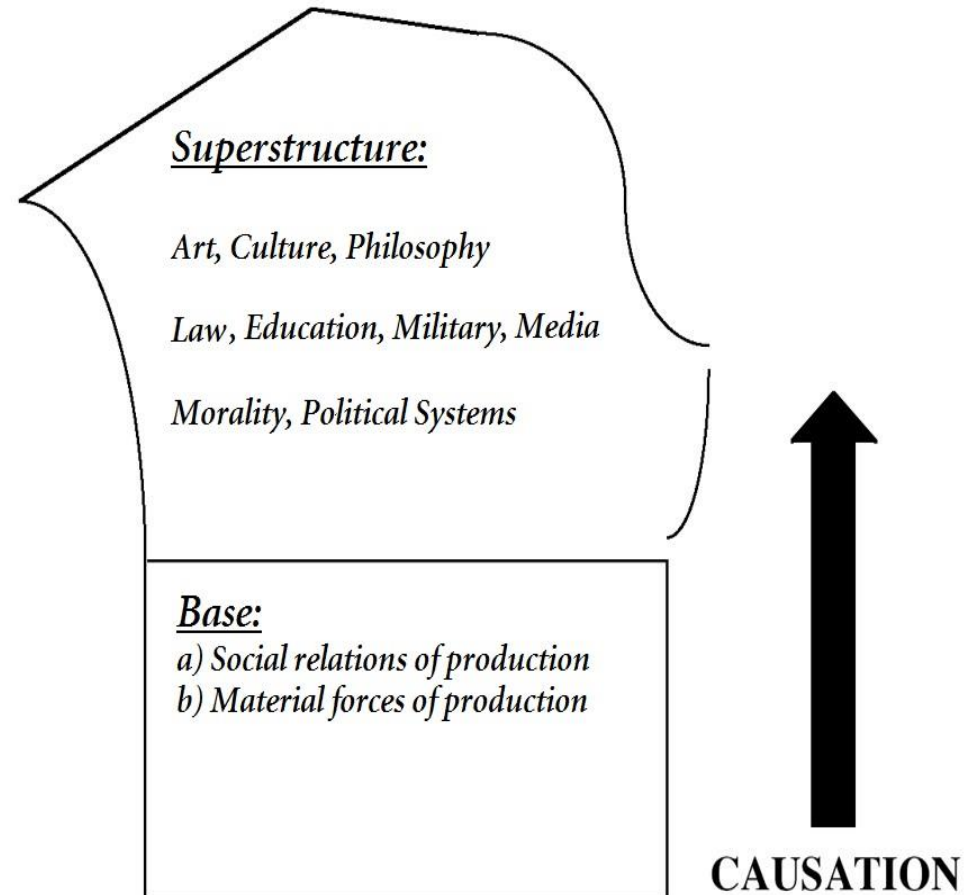 Superstructure:
Art, Culture, Philosophy
Law, Education, Military, Media
Morality, Political Systems
Base:
a) Social relations of production
b) Material forces of production
CAUSATION